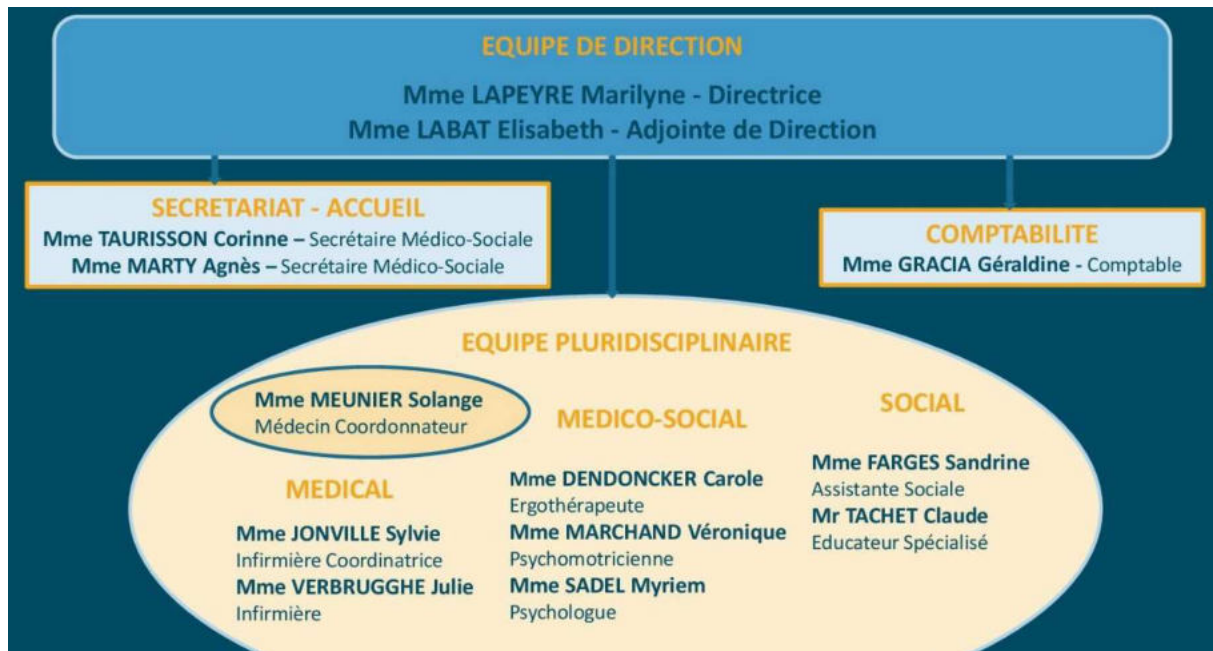 EQUIPE DE DIRECTION
Mme LAPEYRE Marilyne - Directrice
Mme LABAT Elisabeth - Adjointe de Direction
SECRETARIAT - ACCUEIL
Mme TAURISSON Corinne – Secrétaire Médico-Sociale
Mme MARTY Agnès – Secrétaire Médico-Sociale
COMPTABILITE
Mme GRACIA Géraldine - Comptable
EQUIPE PLURIDISCIPLINAIRE
Mme MEUNIER Solange
Médecin Coordonnateur
MEDICAL
Mme JONVILLE Sylvie
Infirmière Coordinatrice
Mme VERBRUGGHE Julie
Infirmière
MEDICO-SOCIAL
Mme DENDONCKER Carole
Ergothérapeute
Mme MARCHAND Véronique
Psychomotricienne
Mme SADEL Myriem
Psychologue
SOCIAL
Mme FARGES Sandrine
Assistante Sociale
Mr TACHET Claude
Educateur Spécialisé